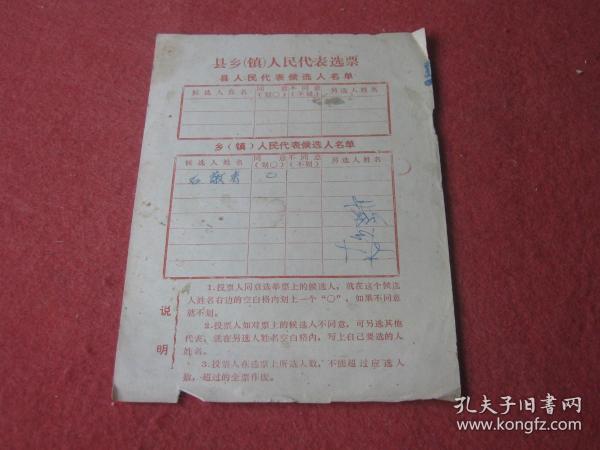 县乡(镇)人民代表选票
县人民代表候选人名单
候选人姓名 同意(划○) 不同意(不划) 另选人姓名
乡(镇)人民代表候选人名单
候选人姓名 同意(划○) 不同意(不划) 另选人姓名
石 ○
说明
1.投票人同意选举票上的候选人,就在这个候选
人姓名右边的空白格内划上一个"○",如果不同意
就不划。
2.投票人如对票上的候选人不同意,可另选其他
代表,就在另选人姓名空白格内,写上自己要选的人
姓名。
3.投票人在选票上所选人数,不能超过应选人
数,超过的全票作废。
孔夫子旧书网
www.kongfz.com